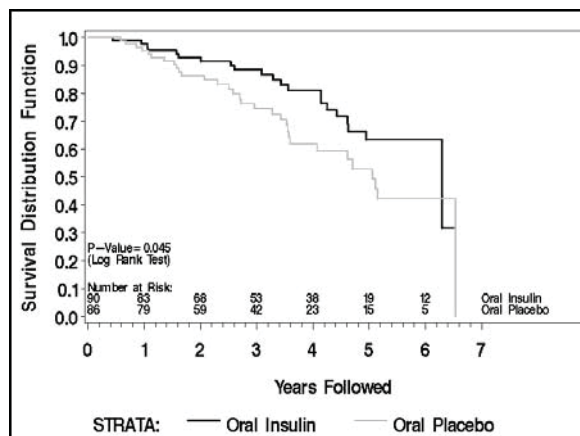 Survival Distribution Function
1.0
0.9
0.8
0.7
0.6
0.5
0.4
0.3
0.2
0.1
0.0
P-Value= 0.045
(Log Rank Test)
Number at Risk:
90 83 68 53 38 19 12 Oral Insulin
86 79 59 42 23 15 5 Oral Placebo
0 1 2 3 4 5 6 7
Years Followed
STRATA: Oral Insulin Oral Placebo